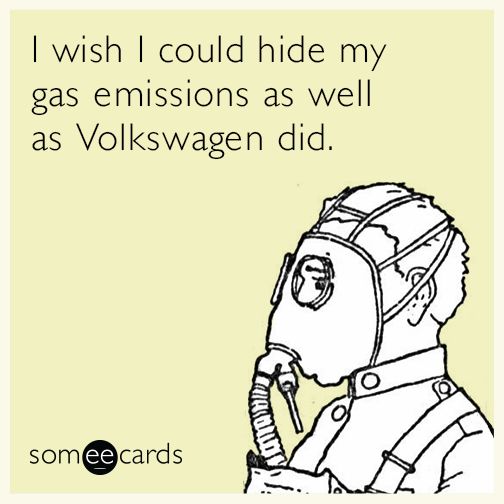 I wish I could hide my
gas emissions as well
as Volkswagen did.
someecards